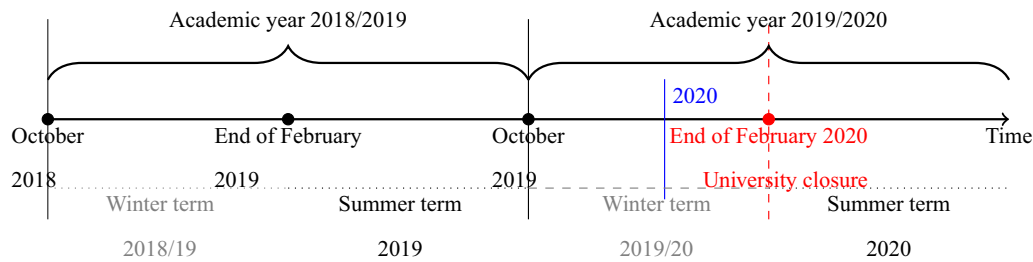 Academic year 2018/2019 Academic year 2019/2020
2020
October End of February October End of February 2020 Time
2018 2019 2019 University closure
Winter term Summer term Winter term Summer term
2018/19 2019 2019/20 2020